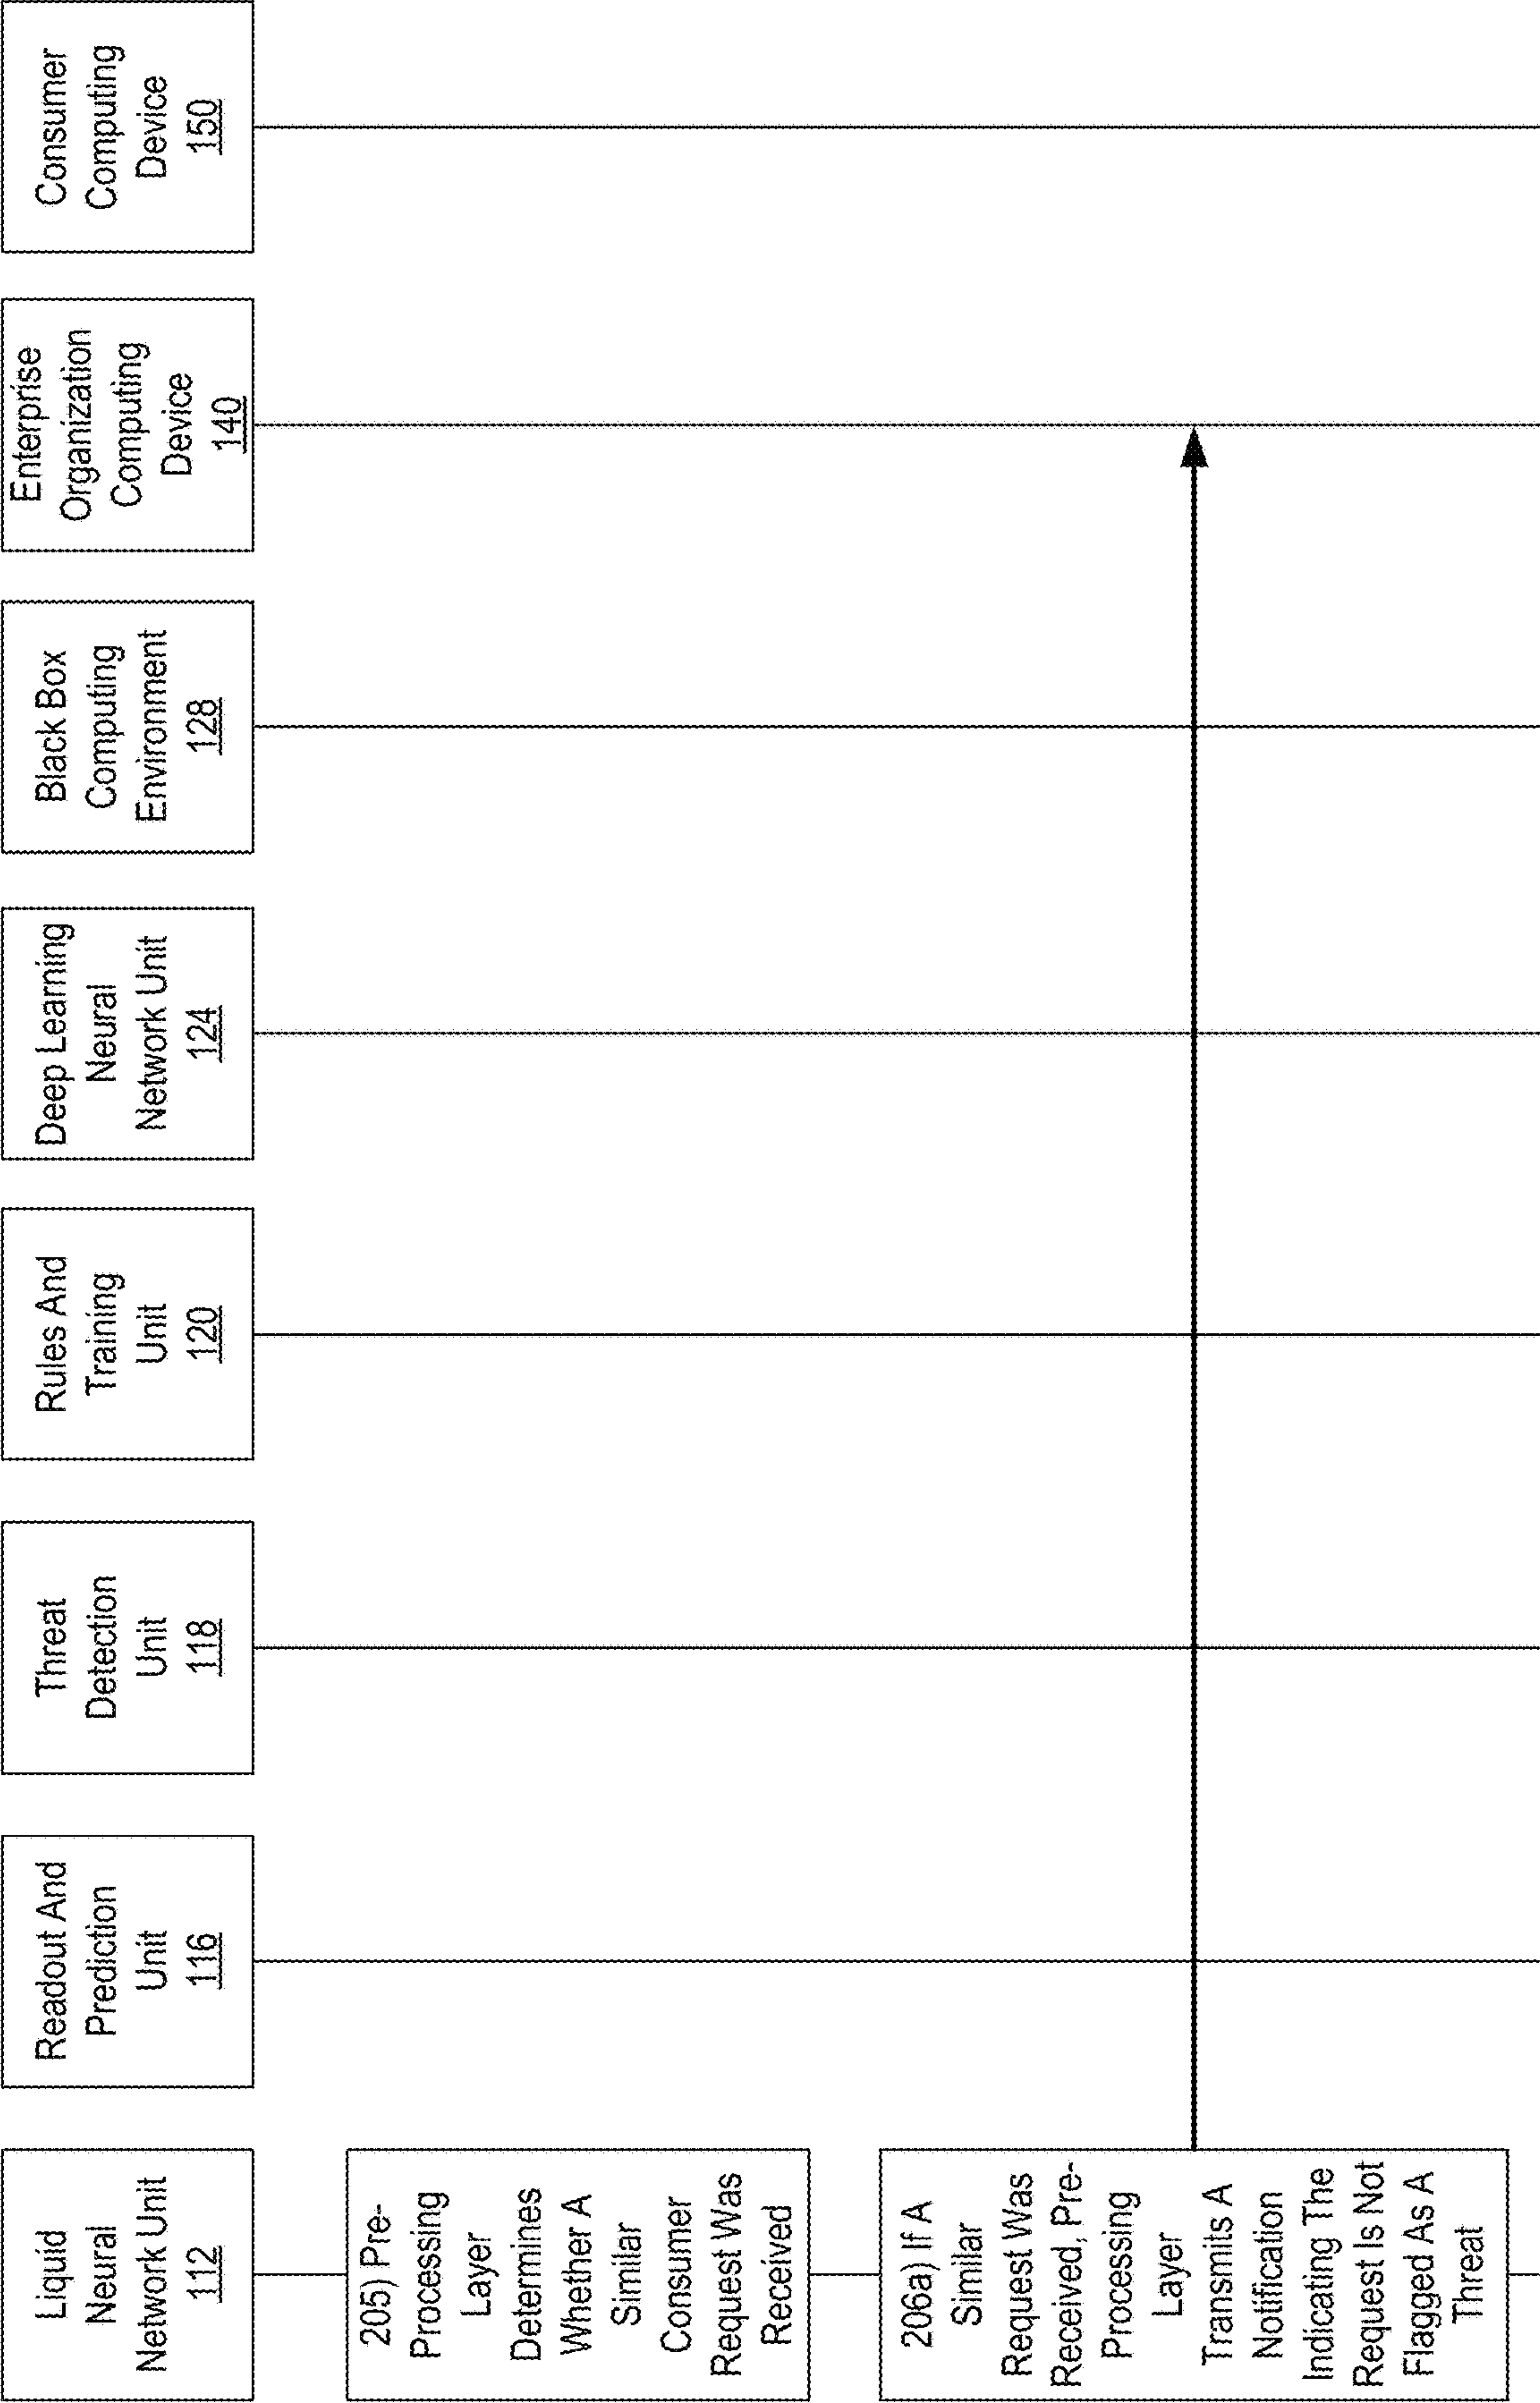 Liquid
Neural
Network Unit
112
Readout And
Prediction
Unit
116
Threat
Detection
Unit
118
Rules And
Training
Unit
120
Deep Learning
Neural
Network Unit
124
Black Box
Computing
Environment
128
Enterprise
Organization
Computing
Device
140
Consumer
Computing
Device
150
205) Pre-
Processing
Layer
Determines
Whether A
Similar
Consumer
Request Was
Received
206a) If A
Similar
Request Was
Received, Pre-
Processing
Layer
Transmits A
Notification
Indicating The
Request Is Not
Flagged As A
Threat